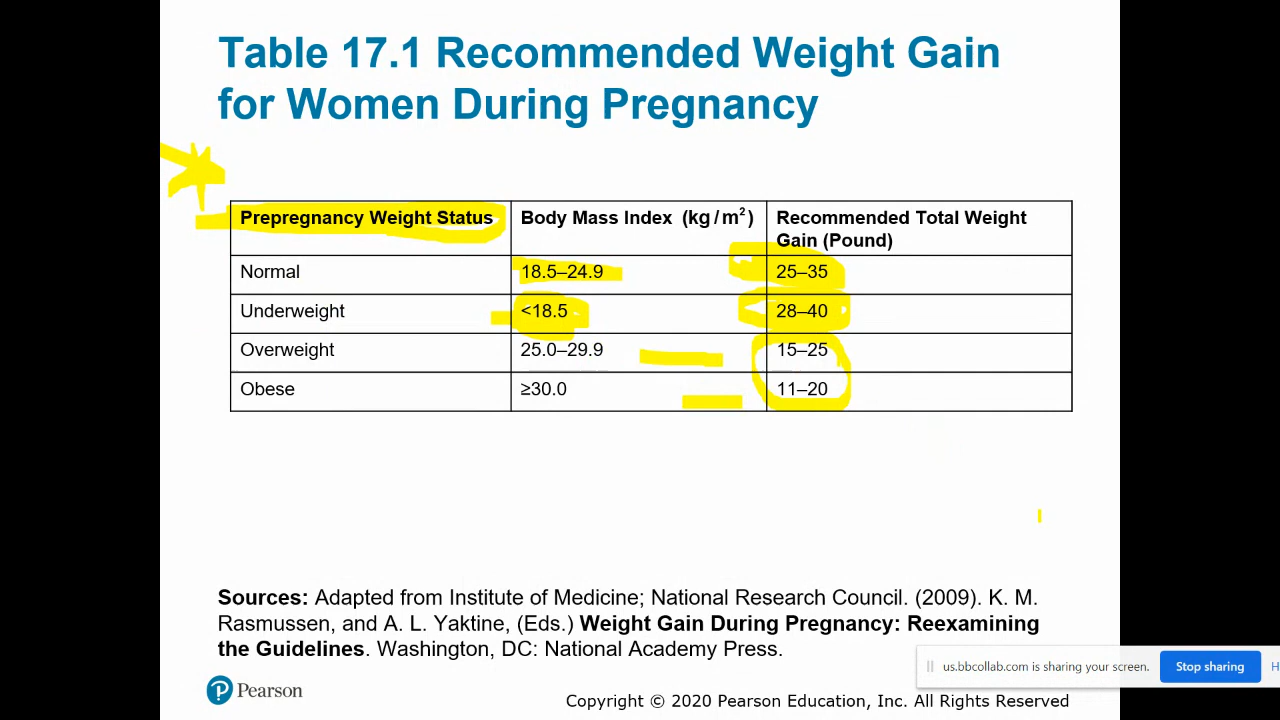 Table 17.1 Recommended Weight Gain
for Women During Pregnancy
Prepregnancy Weight Status Body Mass Index (kg/m²) Recommended Total Weight
Gain (Pound)
Normal 18.5–24.9 25–35
Underweight <18.5 28–40
Overweight 25.0–29.9 15–25
Obese ≥30.0 11–20
Sources: Adapted from Institute of Medicine; National Research Council. (2009). K. M.
Rasmussen, and A. L. Yaktine, (Eds.) Weight Gain During Pregnancy: Reexamining
the Guidelines. Washington, DC: National Academy Press.
us.bbcollab.com is sharing your screen. Stop sharing
Pearson
Copyright © 2020 Pearson Education, Inc. All Rights Reserved